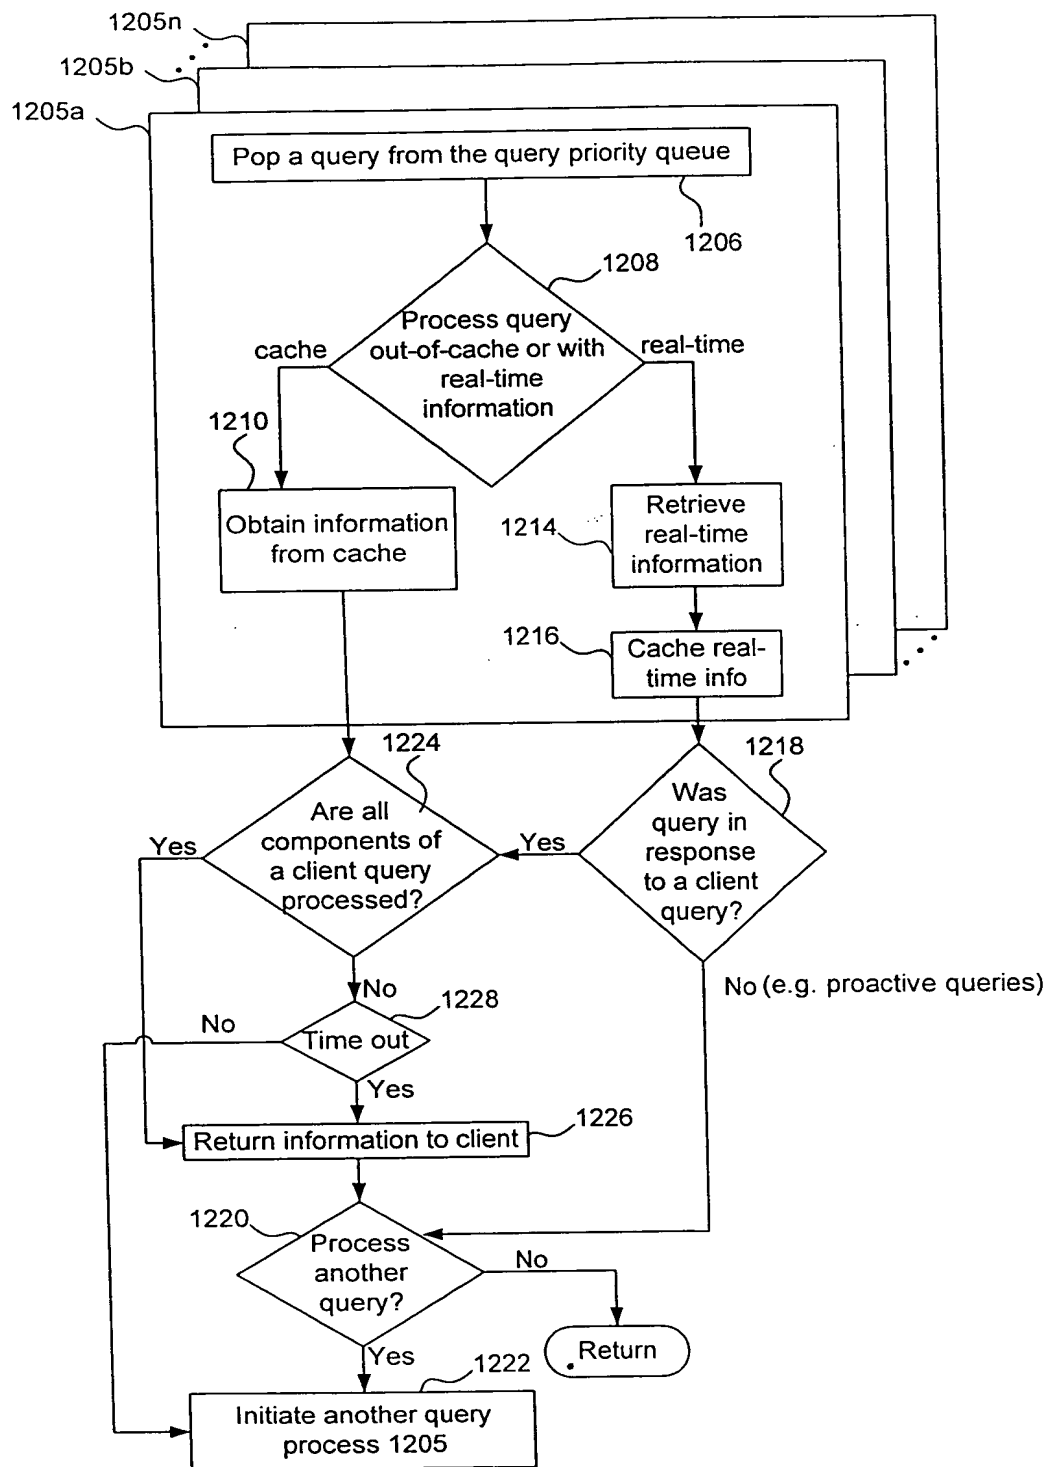 1205n
1205b
1205a
Pop a query from the query priority queue
1206
1208
Process query
out-of-cache or with
real-time
information
cache
real-time
1210
Obtain information
from cache
1214
Retrieve
real-time
information
1216
Cache real-
time info
1224
1218
Are all
components of
a client query
processed?
Yes
Yes
Was
query in
response
to a client
query?
No (e.g. proactive queries)
No
1228
No
Time out
Yes
Return information to client
1226
1220
Process
another
query?
No
Return
Yes
1222
Initiate another query
process 1205